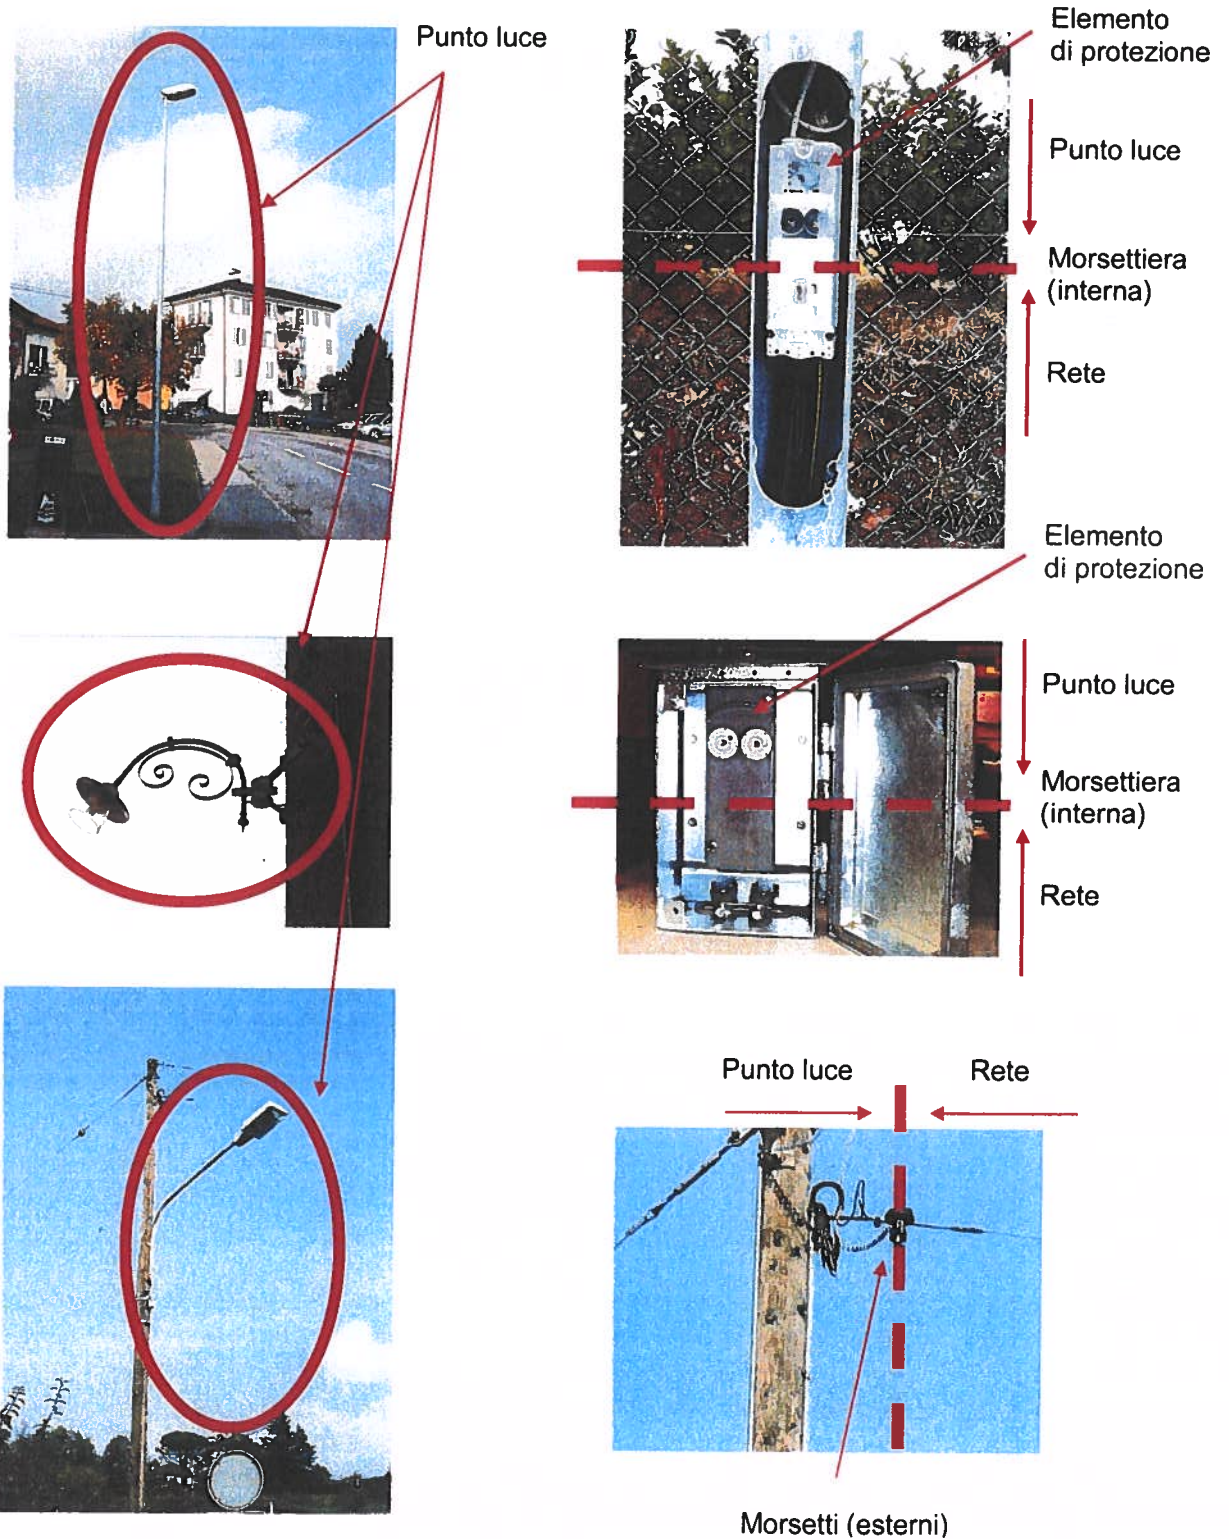 Punto luce
Elemento
di protezione
Punto luce
Morsettiera
(interna)
Rete
Elemento
di protezione
Punto luce
Morsettiera
(interna)
Rete
Punto luce
Rete
Morsetti (esterni)